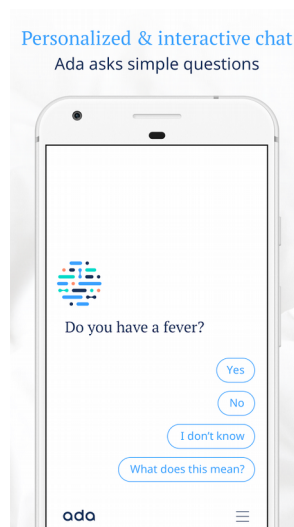 Personalized & interactive chat
Ada asks simple questions
Do you have a fever?
Yes
No
I don't know
What does this mean?
ada